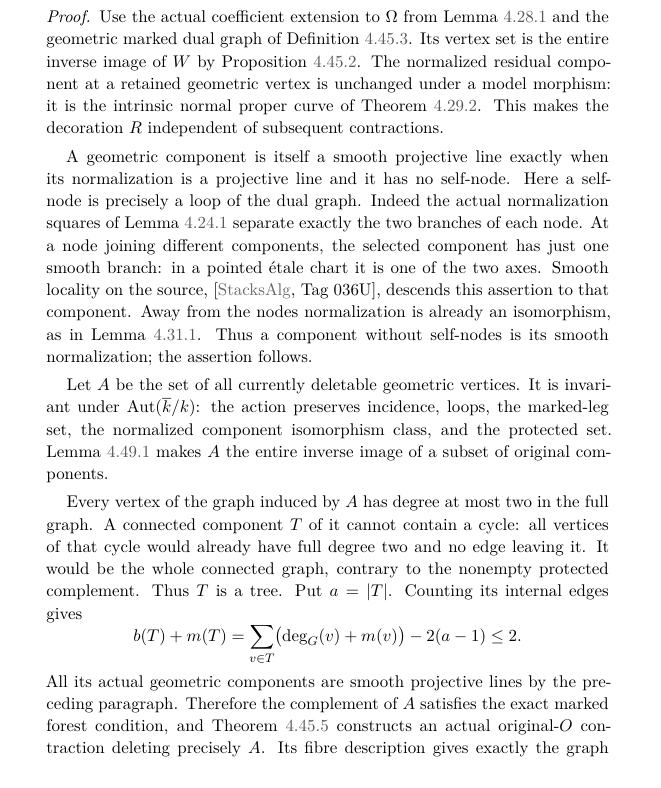 Proof. Use the actual coefficient extension to Ω from Lemma 4.28.1 and the
geometric marked dual graph of Definition 4.45.3. Its vertex set is the entire
inverse image of W by Proposition 4.45.2. The normalized residual compo-
nent at a retained geometric vertex is unchanged under a model morphism:
it is the intrinsic normal proper curve of Theorem 4.29.2. This makes the
decoration R independent of subsequent contractions.
A geometric component is itself a smooth projective line exactly when
its normalization is a projective line and it has no self-node. Here a self-
node is precisely a loop of the dual graph. Indeed the actual normalization
squares of Lemma 4.24.1 separate exactly the two branches of each node. At
a node joining different components, the selected component has just one
smooth branch: in a pointed étale chart it is one of the two axes. Smooth
locality on the source, [StacksAlg, Tag 036U], descends this assertion to that
component. Away from the nodes normalization is already an isomorphism,
as in Lemma 4.31.1. Thus a component without self-nodes is its smooth
normalization; the assertion follows.
Let A be the set of all currently deletable geometric vertices. It is invari-
ant under Aut(k̅/k): the action preserves incidence, loops, the marked-leg
set, the normalized component isomorphism class, and the protected set.
Lemma 4.49.1 makes A the entire inverse image of a subset of original com-
ponents.
Every vertex of the graph induced by A has degree at most two in the full
graph. A connected component T of it cannot contain a cycle: all vertices
of that cycle would already have full degree two and no edge leaving it. It
would be the whole connected graph, contrary to the nonempty protected
complement. Thus T is a tree. Put a = |T|. Counting its internal edges
gives
b(T) + m(T) = ∑_{v∈T} (deg_G(v) + m(v)) − 2(a − 1) ≤ 2.
All its actual geometric components are smooth projective lines by the pre-
ceding paragraph. Therefore the complement of A satisfies the exact marked
forest condition, and Theorem 4.45.5 constructs an actual original-O con-
traction deleting precisely A. Its fibre description gives exactly the graph